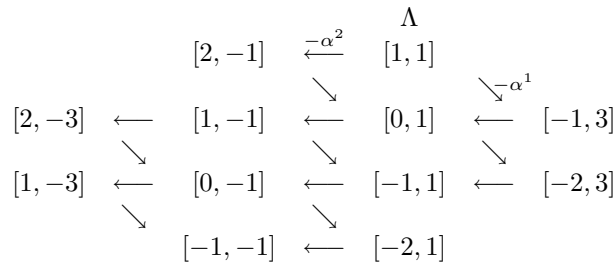 Λ
[2, −1] ←−α² [1, 1]
↘ ↘−α¹
[2, −3] ← [1, −1] ← [0, 1] ← [−1, 3]
↘ ↘ ↘
[1, −3] ← [0, −1] ← [−1, 1] ← [−2, 3]
↘ ↘
[−1, −1] ← [−2, 1]